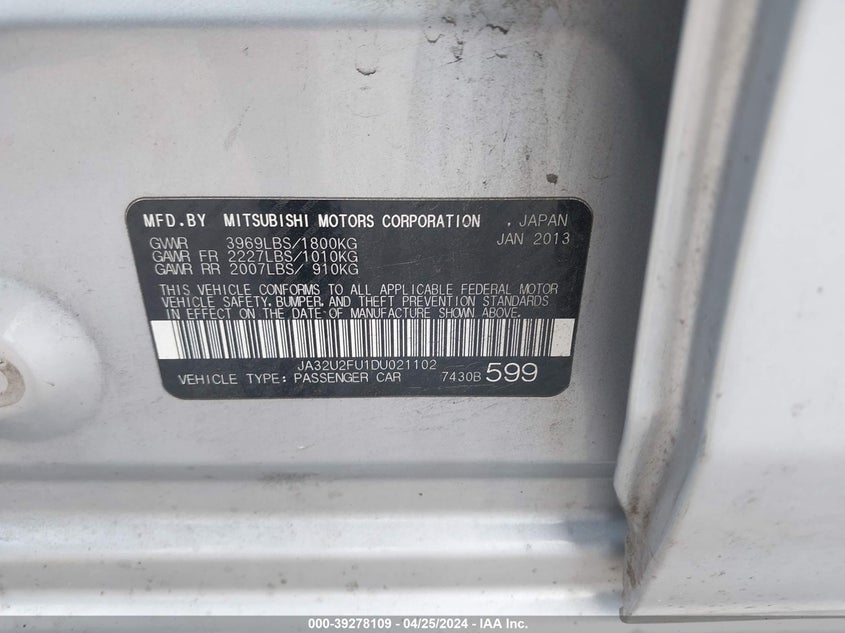 MFD.BY MITSUBISHI MOTORS CORPORATION , JAPAN
GVWR 3969LBS/1800KG JAN 2013
GAWR FR 2227LBS/1010KG
GAWR RR 2007LBS/ 910KG
THIS VEHICLE CONFORMS TO ALL APPLICABLE FEDERAL MOTOR
VEHICLE SAFETY, BUMPER, AND THEFT PREVENTION STANDARDS
IN EFFECT ON THE DATE OF MANUFACTURE SHOWN ABOVE.
JA32U2FU1DU021102
VEHICLE TYPE: PASSENGER CAR 7430B 599
000-39278109 - 04/25/2024 - IAA Inc.